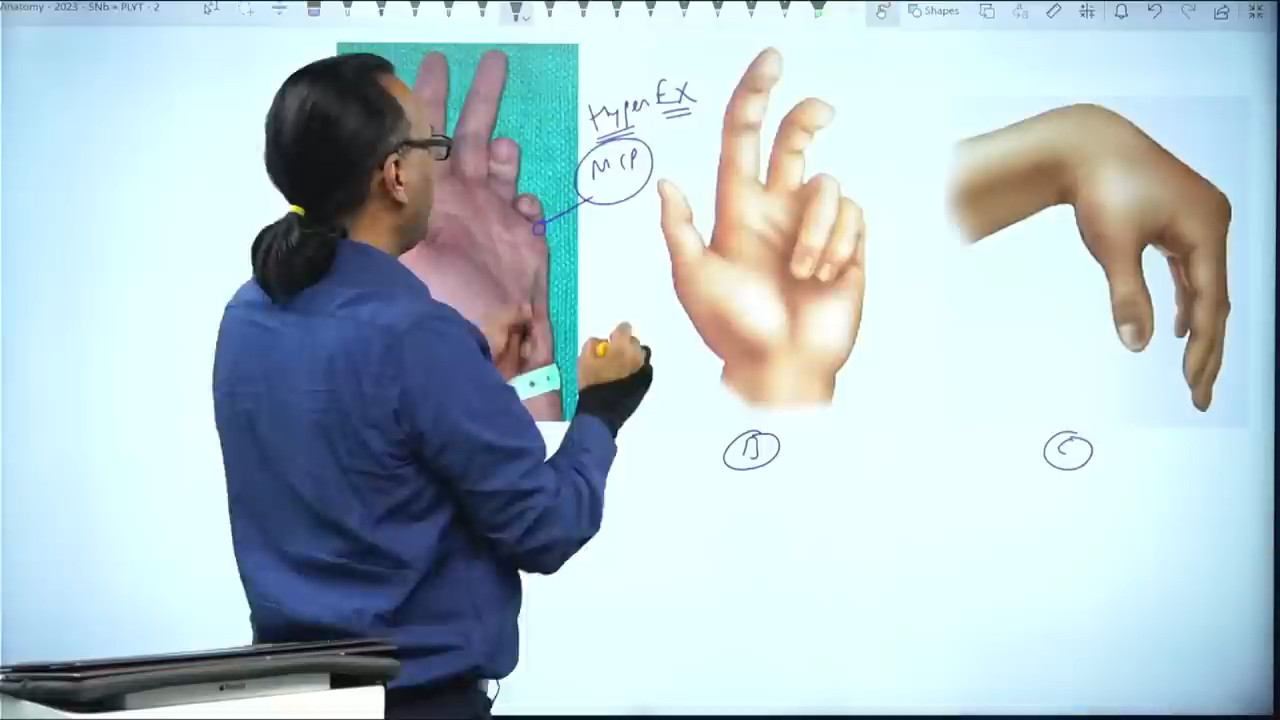 Anatomy - 2023 - SNb = PLYT - 2
Shapes
Hyper Ex
MCP
B
C